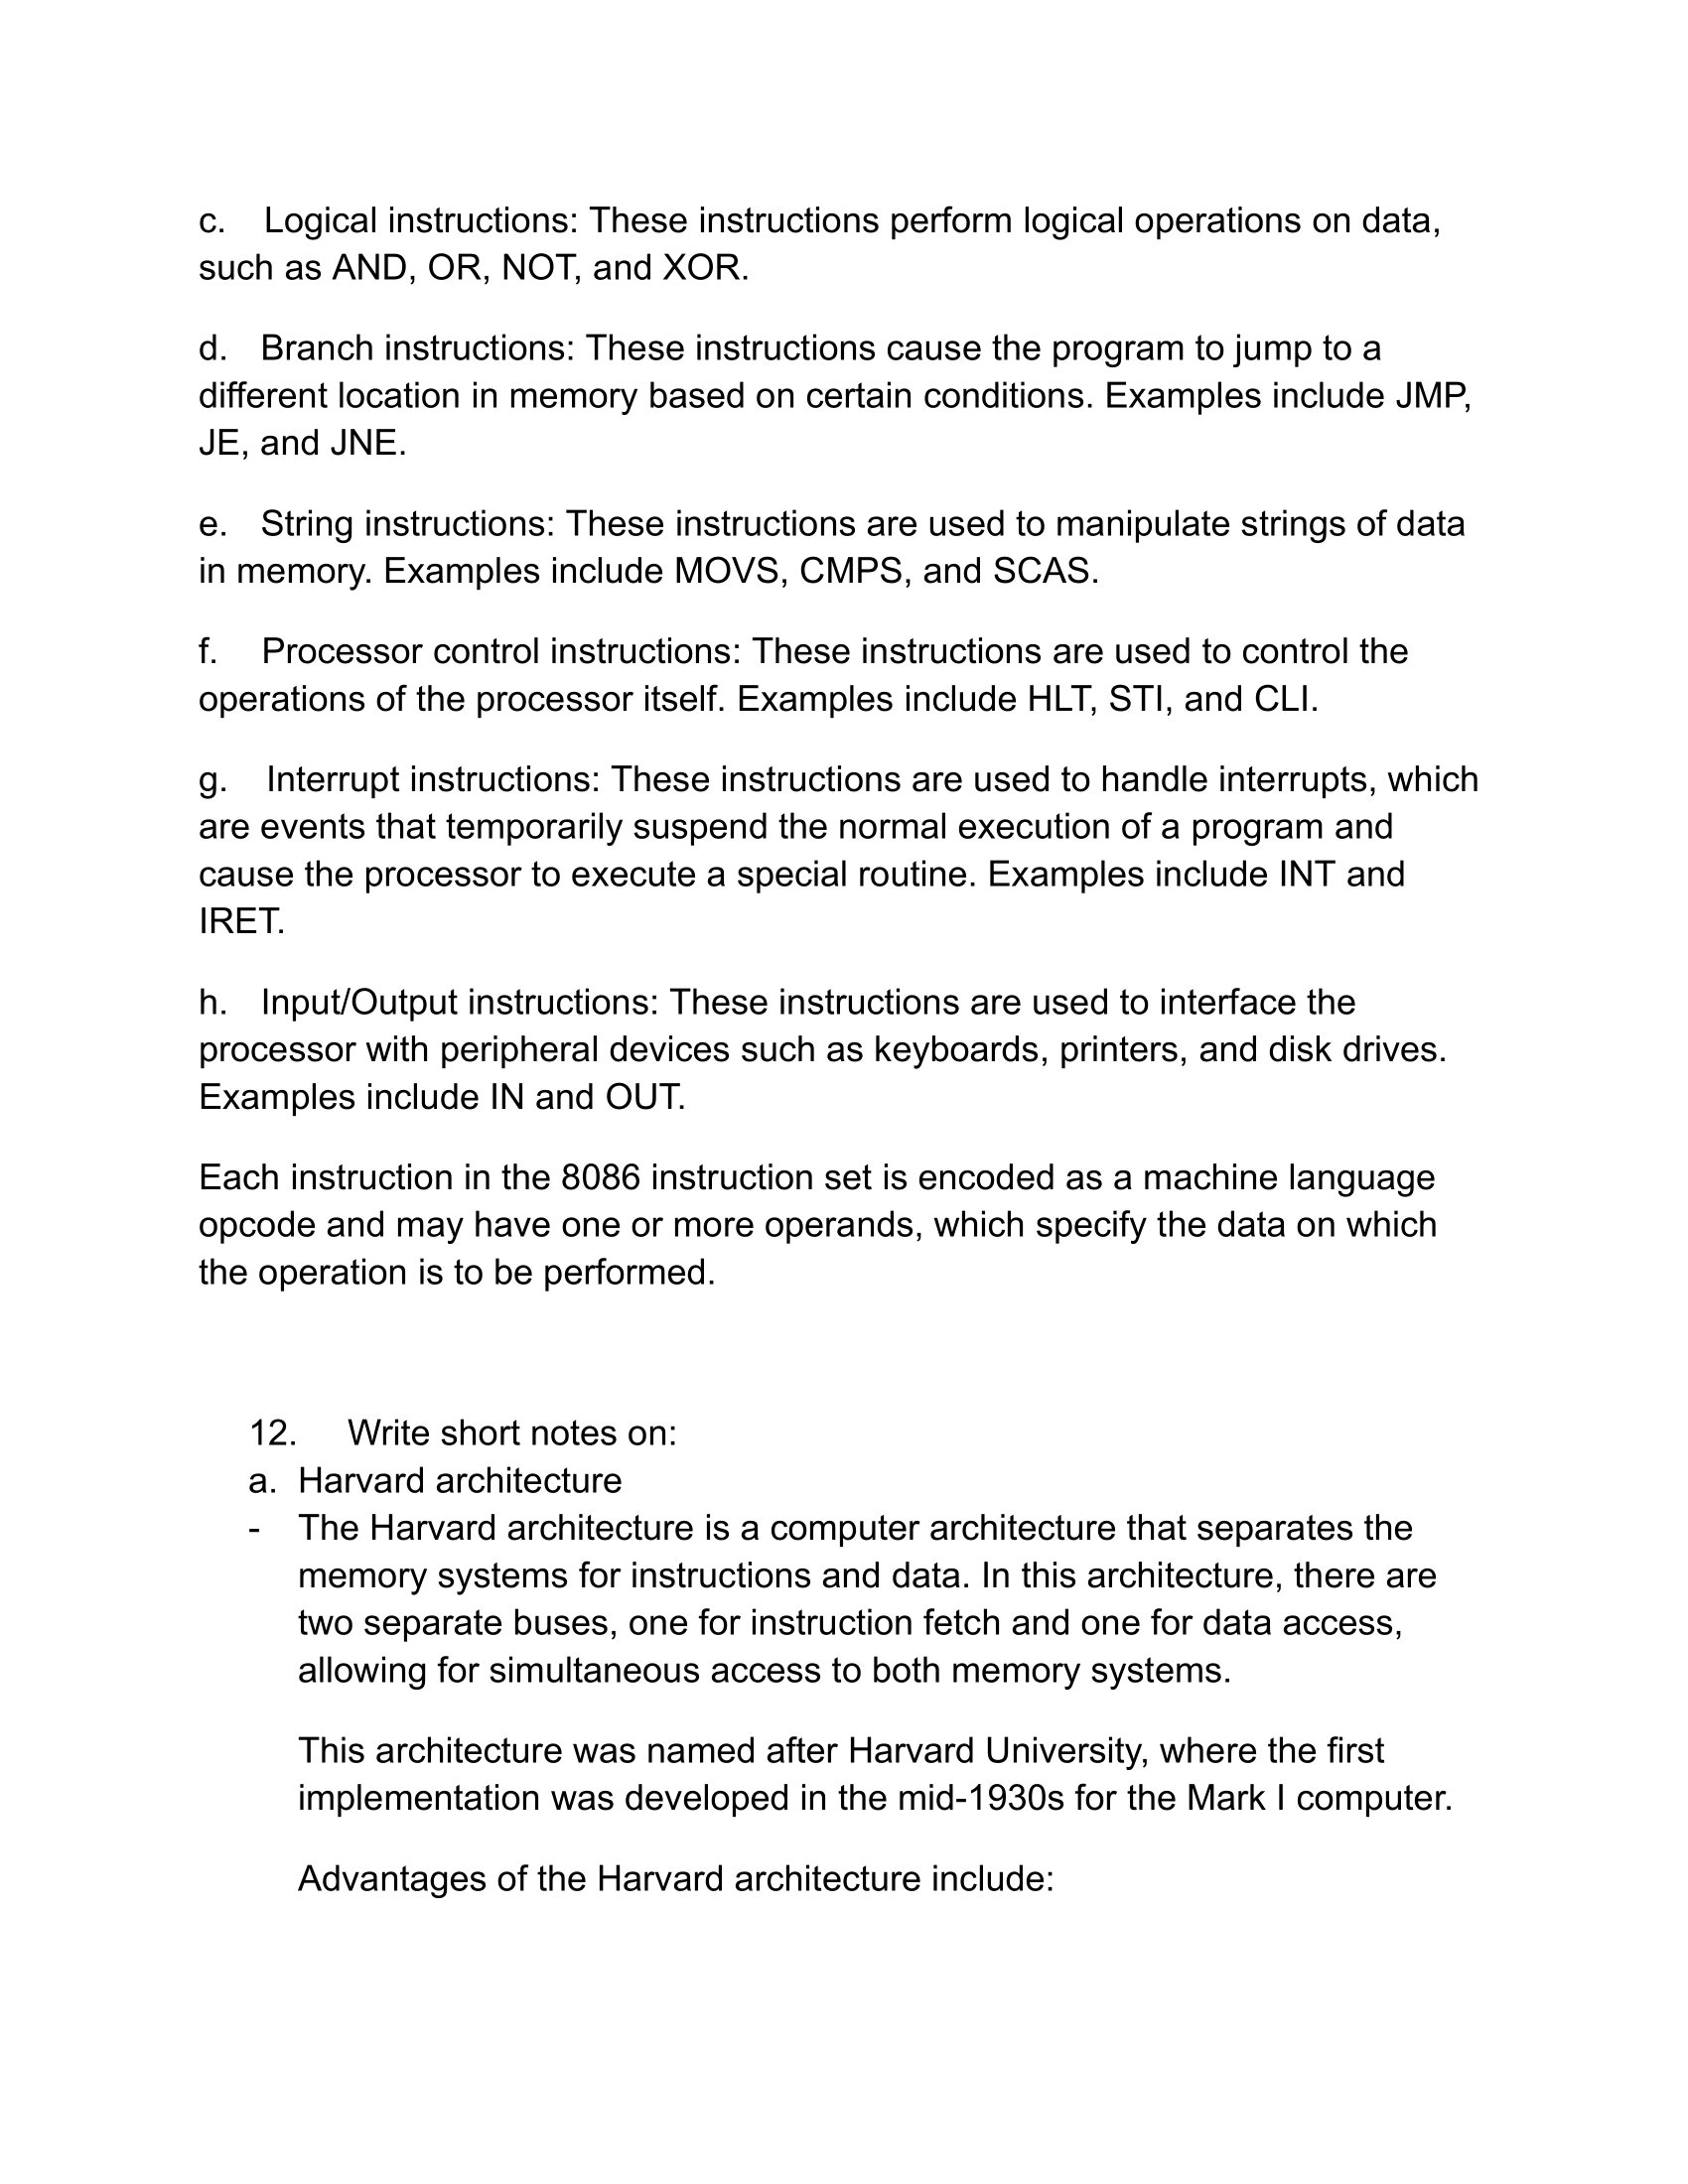 c. Logical instructions: These instructions perform logical operations on data,
such as AND, OR, NOT, and XOR.
d. Branch instructions: These instructions cause the program to jump to a
different location in memory based on certain conditions. Examples include JMP,
JE, and JNE.
e. String instructions: These instructions are used to manipulate strings of data
in memory. Examples include MOVS, CMPS, and SCAS.
f. Processor control instructions: These instructions are used to control the
operations of the processor itself. Examples include HLT, STI, and CLI.
g. Interrupt instructions: These instructions are used to handle interrupts, which
are events that temporarily suspend the normal execution of a program and
cause the processor to execute a special routine. Examples include INT and
IRET.
h. Input/Output instructions: These instructions are used to interface the
processor with peripheral devices such as keyboards, printers, and disk drives.
Examples include IN and OUT.
Each instruction in the 8086 instruction set is encoded as a machine language
opcode and may have one or more operands, which specify the data on which
the operation is to be performed.
12. Write short notes on:
a. Harvard architecture
- The Harvard architecture is a computer architecture that separates the
memory systems for instructions and data. In this architecture, there are
two separate buses, one for instruction fetch and one for data access,
allowing for simultaneous access to both memory systems.
This architecture was named after Harvard University, where the first
implementation was developed in the mid-1930s for the Mark I computer.
Advantages of the Harvard architecture include: